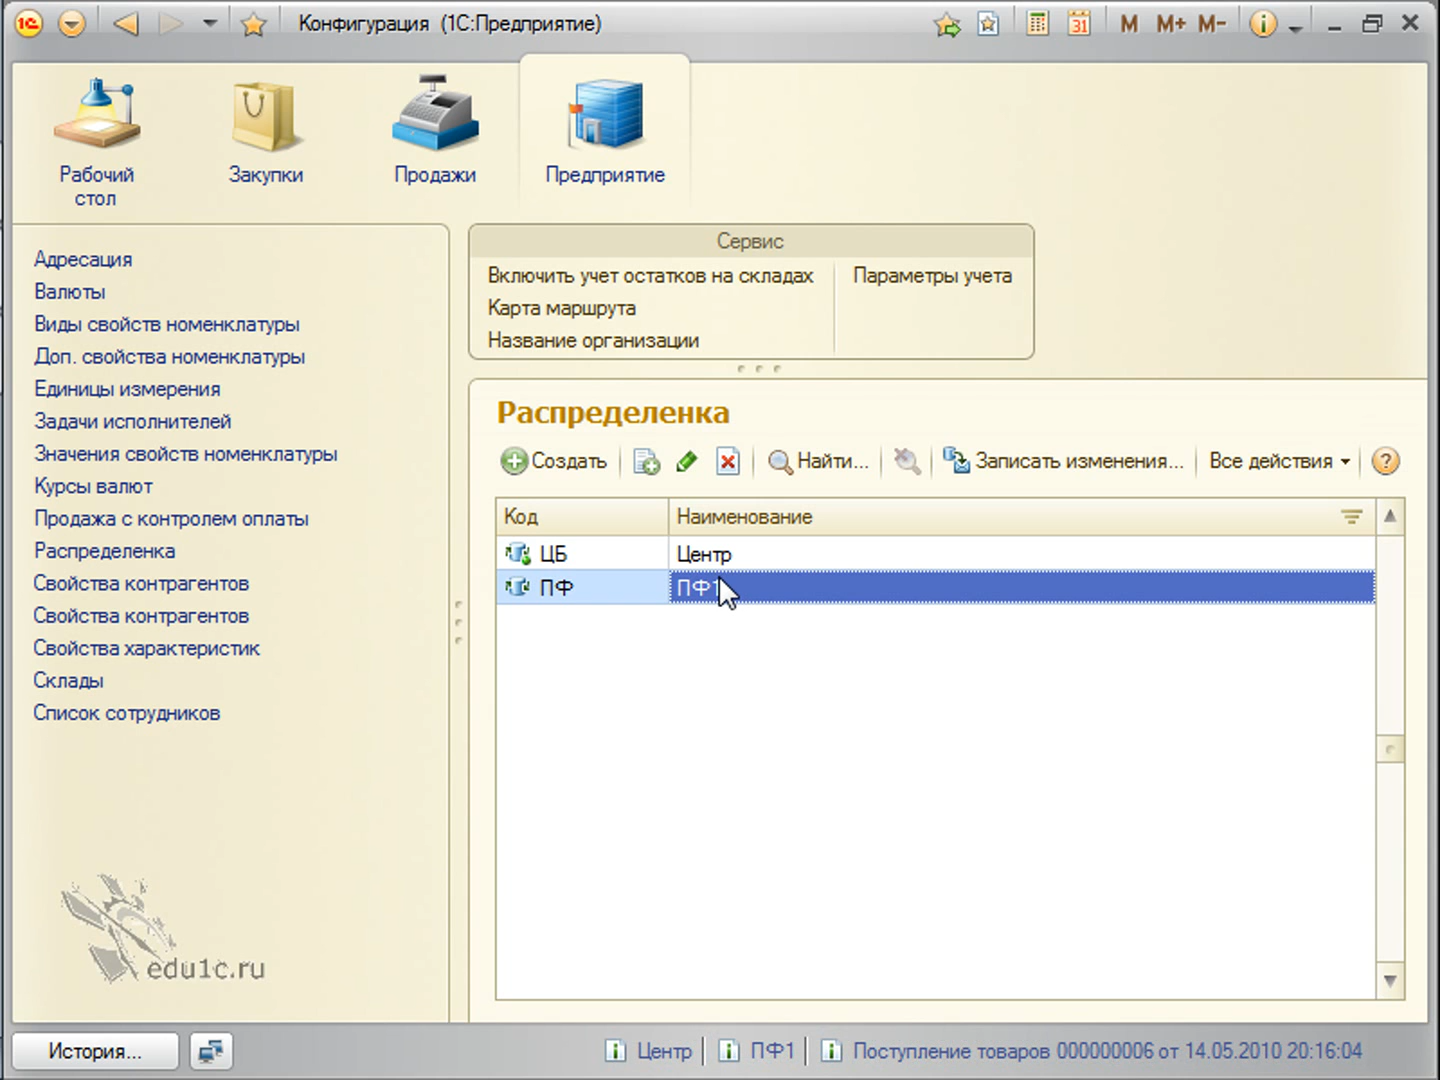 Конфигурация (1С:Предприятие)
31
M M+ M-
Рабочий
стол
Закупки
Продажи
Предприятие
Адресация
Валюты
Виды свойств номенклатуры
Доп. свойства номенклатуры
Единицы измерения
Задачи исполнителей
Значения свойств номенклатуры
Курсы валют
Продажа с контролем оплаты
Распределенка
Свойства контрагентов
Свойства контрагентов
Свойства характеристик
Склады
Список сотрудников
edu1c.ru
Сервис
Включить учет остатков на складах
Параметры учета
Карта маршрута
Название организации
Распределенка
Создать
Найти...
Записать изменения...
Все действия
?
Код
Наименование
ЦБ
Центр
ПФ
ПФ1
История...
Центр
ПФ1
Поступление товаров 000000006 от 14.05.2010 20:16:04